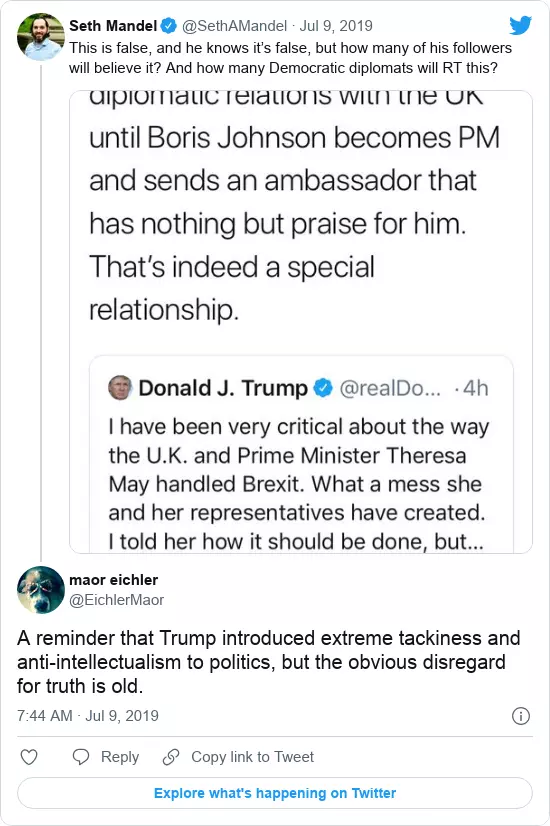 Seth Mandel @SethAMandel · Jul 9, 2019
This is false, and he knows it’s false, but how many of his followers
will believe it? And how many Democratic diplomats will RT this?
diplomatic relations with the UK
until Boris Johnson becomes PM
and sends an ambassador that
has nothing but praise for him.
That’s indeed a special
relationship.
Donald J. Trump @realDo... · 4h
I have been very critical about the way
the U.K. and Prime Minister Theresa
May handled Brexit. What a mess she
and her representatives have created.
I told her how it should be done, but...
maor eichler
@EichlerMaor
A reminder that Trump introduced extreme tackiness and
anti-intellectualism to politics, but the obvious disregard
for truth is old.
7:44 AM · Jul 9, 2019
Reply Copy link to Tweet
Explore what's happening on Twitter